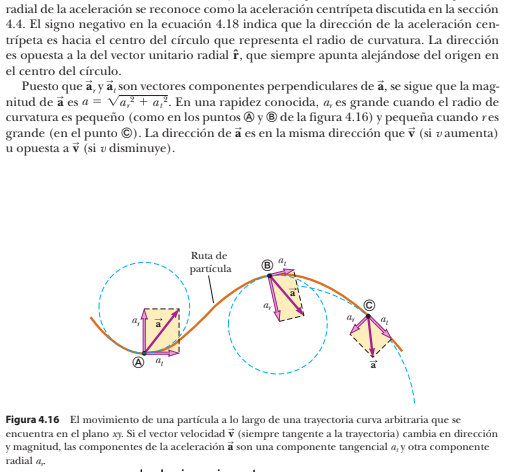 radial de la aceleración se reconoce como la aceleración centrípeta discutida en la sección
4.4. El signo negativo en la ecuación 4.18 indica que la dirección de la aceleración cen-
trípeta es hacia el centro del círculo que representa el radio de curvatura. La dirección
es opuesta a la del vector unitario radial r̂, que siempre apunta alejándose del origen en
el centro del círculo.
Puesto que a⃗ᵣ y a⃗ₜ son vectores componentes perpendiculares de a⃗, se sigue que la mag-
nitud de a⃗ es a = √aᵣ² + aₜ². En una rapidez conocida, aᵣ es grande cuando el radio de
curvatura es pequeño (como en los puntos Ⓐ y Ⓑ de la figura 4.16) y pequeña cuando r es
grande (en el punto Ⓒ). La dirección de a⃗ es en la misma dirección que v⃗ (si v aumenta)
u opuesta a v⃗ (si v disminuye).
Ruta de
partícula
Ⓑ
aₜ
a⃗
aᵣ
Ⓒ
aᵣ
aₜ
a⃗
aᵣ
a⃗
Ⓐ
aₜ
Figura 4.16 El movimiento de una partícula a lo largo de una trayectoria curva arbitraria que se
encuentra en el plano xy. Si el vector velocidad v⃗ (siempre tangente a la trayectoria) cambia en dirección
y magnitud, las componentes de la aceleración a⃗ son una componente tangencial aₜ y otra componente
radial aᵣ.